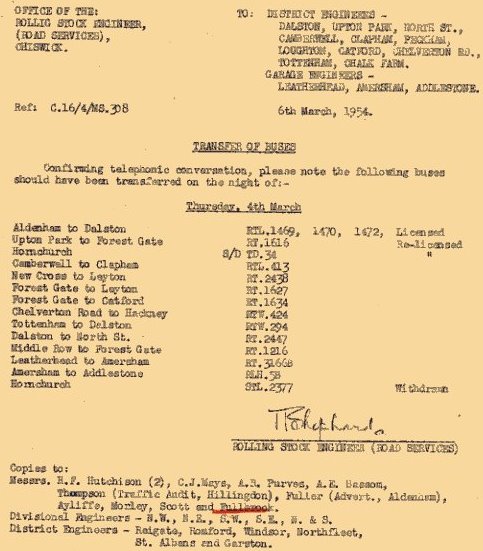 OFFICE OF THE:
ROLLIG STOCK ENGINEER,
(ROAD SERVICES),
CHISWICK.
TO: DISTRICT ENGINEERS -
DALSTON, UPTON PARK, NORTH ST.,
CAMBERWELL, CLAPHAM, PECKHAM,
LOUGHTON, CATFORD, CHELVERTON RD.,
TOTTENHAM, CHALK FARM.
GARAGE ENGINEERS -
LEATHERHEAD, AMERSHAM, ADDLESTONE.
Ref: C.16/4/MS.308
6th March, 1954.
TRANSFER OF BUSES
Confirming telephonic conversation, please note the following buses
should have been transferred on the night of:-
Thursday, 4th March
Aldenham to Dalston RTL.1469, 1470, 1472, Licensed
Upton Park to Forest Gate RT.1616 Re-licensed
Hornchurch S/D TD.34 "
Camberwell to Clapham RTL.413
New Cross to Leyton RT.2438
Forest Gate to Leyton RT.1627
Forest Gate to Catford RT.1634
Chelverton Road to Hackney RTW.424
Tottenham to Dalston RTW.294
Dalston to North St. RT.2447
Middle Row to Forest Gate RT.1216
Leatherhead to Amersham RT.3166B
Amersham to Addlestone RLH.5B
Hornchurch STL.2377 Withdrawn
T Shephard
ROLLING STOCK ENGINEER (ROAD SERVICES)
Copies to:
Messrs. H.F. Hutchison (2), C.J.Mays, A.R. Purves, A.E. Bassom,
Thompson (Traffic Audit, Hillingdon), Fuller (Advert., Aldenham),
Ayliffe, Morley, Scott and Fullbrook.
Divisional Engineers - N.W., N.E., S.W., S.E., N. & S.
District Engineers - Reigate, Romford, Windsor, Northfleet,
St. Albans and Garston.